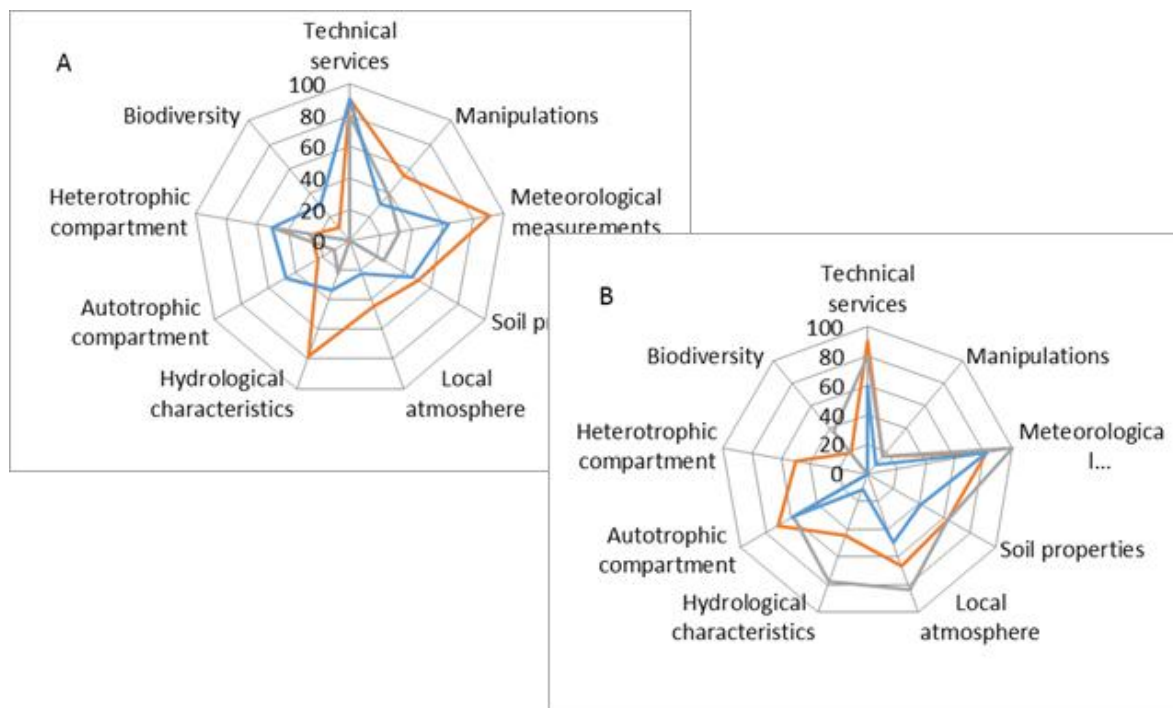 Technical
services
A
100
80
60
40
20
0
Biodiversity
Manipulations
Heterotrophic
compartment
Meteorological
measurements
Autotrophic
compartment
Soil pr
Hydrological
characteristics
Local
atmosphere
B
Technical
services
100
80
60
40
20
0
Biodiversity
Manipulations
Heterotrophic
compartment
Meteorologica
l...
Autotrophic
compartment
Soil properties
Hydrological
characteristics
Local
atmosphere